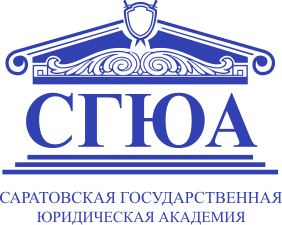 СГЮА
САРАТОВСКАЯ ГОСУДАРСТВЕННАЯ
ЮРИДИЧЕСКАЯ АКАДЕМИЯ